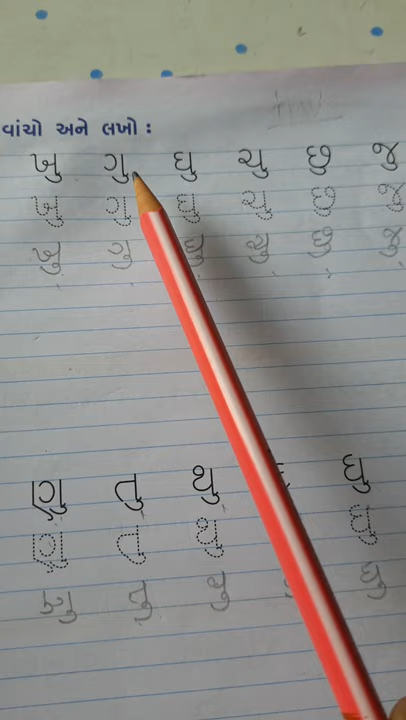 વાંચો અને લખો :
ખુ ગુ ઘુ ચુ છુ જુ
ખુ ગુ ઘુ ચુ છુ જુ
ખુ ગુ ઘુ ચુ છુ જુ
ણુ તુ થુ ધુ
ણુ તુ થુ ધુ
ણુ તુ થુ ધુ